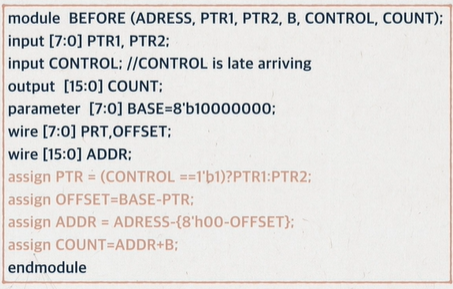 module BEFORE (ADRESS, PTR1, PTR2, B, CONTROL, COUNT);
input [7:0] PTR1, PTR2;
input CONTROL; //CONTROL is late arriving
output [15:0] COUNT;
parameter [7:0] BASE=8'b10000000;
wire [7:0] PRT,OFFSET;
wire [15:0] ADDR;
assign PTR = (CONTROL ==1'b1)?PTR1:PTR2;
assign OFFSET=BASE-PTR;
assign ADDR = ADRESS-{8'h00-OFFSET};
assign COUNT=ADDR+B;
endmodule